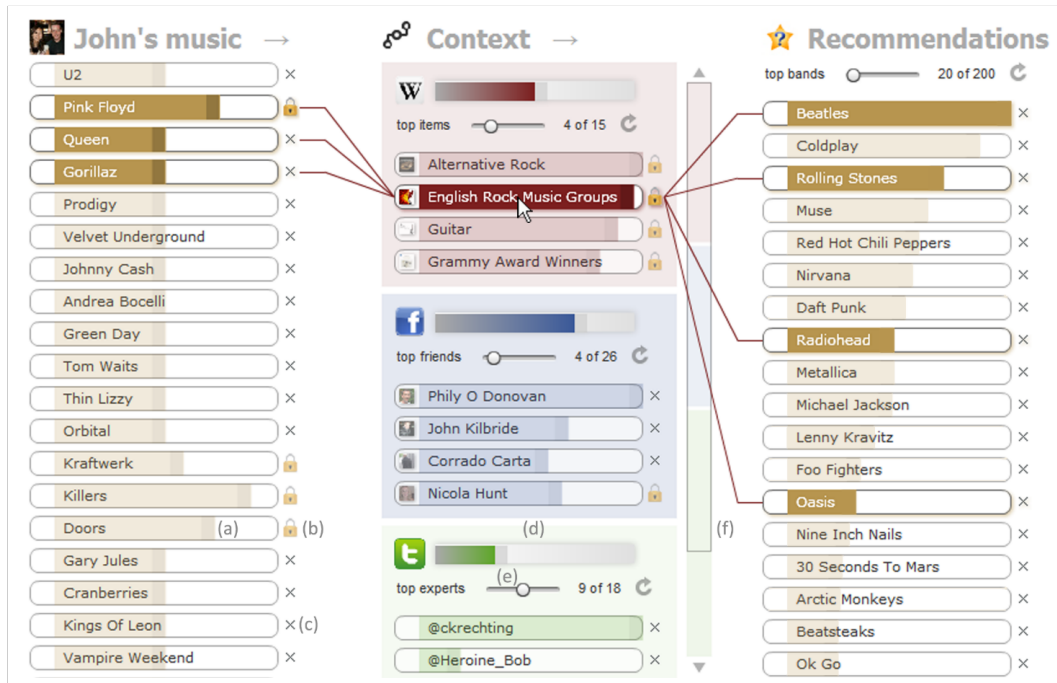 John's music →
U2 ×
Pink Floyd
Queen ×
Gorillaz ×
Prodigy ×
Velvet Underground ×
Johnny Cash ×
Andrea Bocelli ×
Green Day ×
Tom Waits ×
Thin Lizzy ×
Orbital ×
Kraftwerk
Killers
Doors (a) (b)
Gary Jules ×
Cranberries ×
Kings Of Leon × (c)
Vampire Weekend ×
Context →
W
top items 4 of 15
Alternative Rock
English Rock Music Groups
Guitar
Grammy Award Winners
f
top friends 4 of 26
Phily O Donovan ×
John Kilbride ×
Corrado Carta ×
Nicola Hunt
(d) (f)
t
(e)
top experts 9 of 18
@ckrechting ×
@Heroine_Bob ×
? Recommendations
top bands 20 of 200
Beatles ×
Coldplay ×
Rolling Stones ×
Muse ×
Red Hot Chili Peppers ×
Nirvana ×
Daft Punk ×
Radiohead ×
Metallica ×
Michael Jackson ×
Lenny Kravitz ×
Foo Fighters ×
Oasis ×
Nine Inch Nails ×
30 Seconds To Mars ×
Arctic Monkeys ×
Beatsteaks ×
Ok Go ×